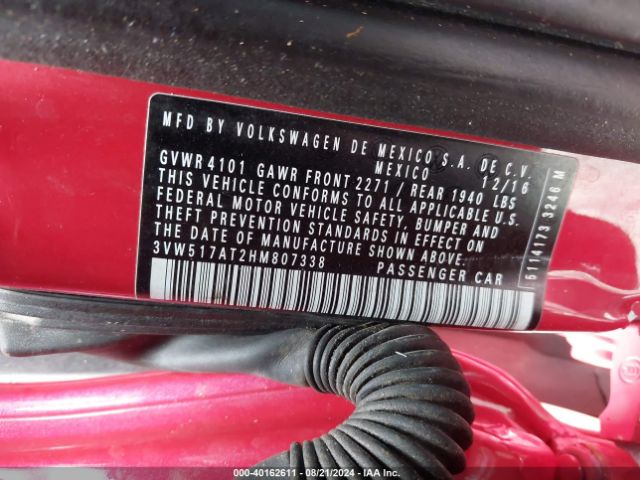 MFD BY VOLKSWAGEN DE MEXICO S.A. DE C.V.
MEXICO 12/16
GVWR 4101 GAWR FRONT 2271 / REAR 1940 LBS
THIS VEHICLE CONFORMS TO ALL APPLICABLE U.S.
FEDERAL MOTOR VEHICLE SAFETY, BUMPER AND
THEFT PREVENTION STANDARDS IN EFFECT ON
THE DATE OF MANUFACTURE SHOWN ABOVE.
3VW517AT2HM807338 PASSENGER CAR
5114173 3246 M
000-40162611 - 08/21/2024 - IAA Inc.